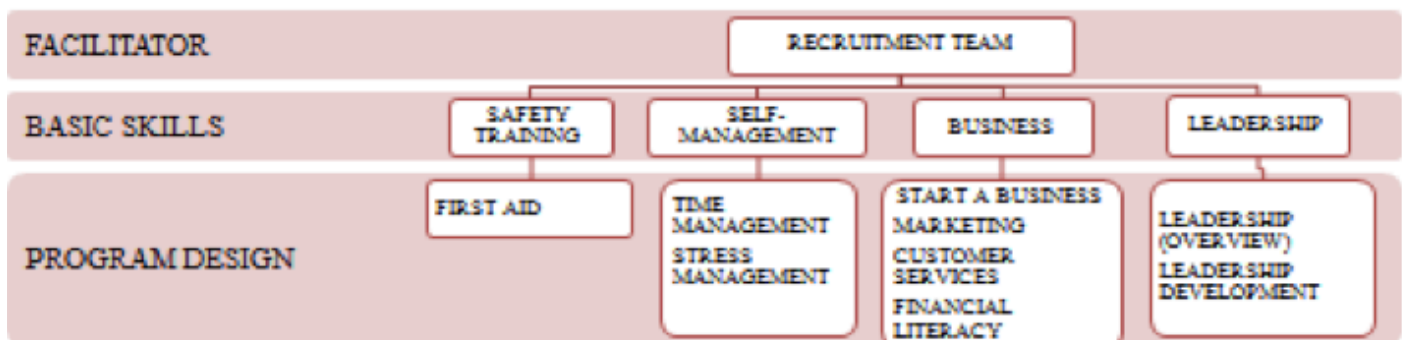 FACILITATOR
RECRUITMENT TEAM
BASIC SKILLS
SAFETY
TRAINING
SELF-
MANAGEMENT
BUSINESS
LEADERSHIP
PROGRAM DESIGN
FIRST AID
TIME
MANAGEMENT
STRESS
MANAGEMENT
START A BUSINESS
MARKETING
CUSTOMER
SERVICES
FINANCIAL
LITERACY
LEADERSHIP
(OVERVIEW)
LEADERSHIP
DEVELOPMENT